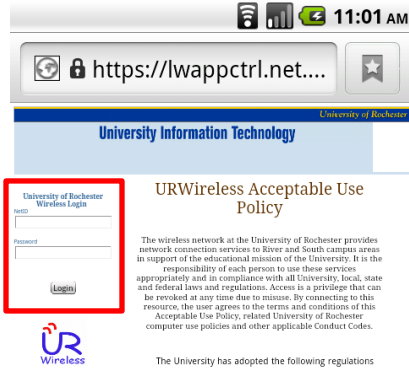 11:01 AM
https://lwappctrl.net....
University of Rochester
University Information Technology
University of Rochester
Wireless Login
NetID
Password
Login
UR
Wireless
URWireless Acceptable Use
Policy
The wireless network at the University of Rochester provides
network connection services to River and South campus areas
in support of the educational mission of the University. It is the
responsibility of each person to use these services
appropriately and in compliance with all University, local, state
and federal laws and regulations. Access is a privilege that can
be revoked at any time due to misuse. By connecting to this
resource, the user agrees to the terms and conditions of this
Acceptable Use Policy, related University of Rochester
computer use policies and other applicable Conduct Codes.
The University has adopted the following regulations